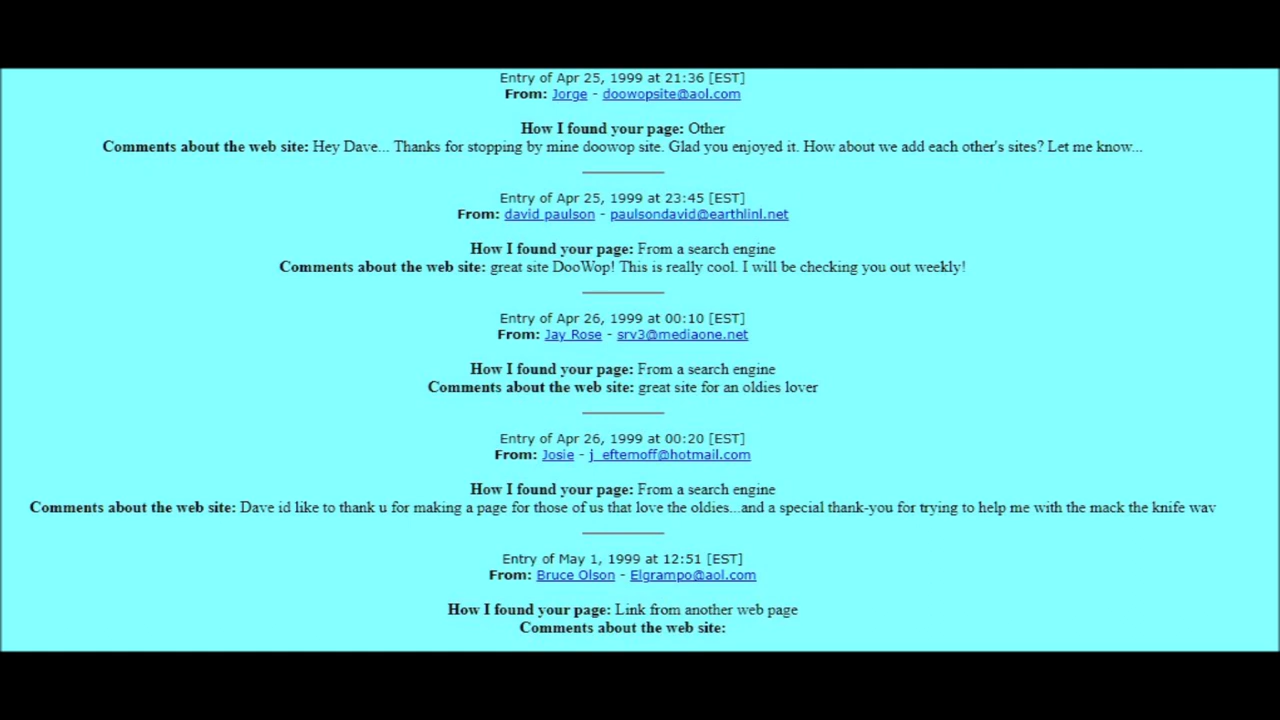 Entry of Apr 25, 1999 at 21:36 [EST]
From: Jorge - doowopsite@aol.com
How I found your page: Other
Comments about the web site: Hey Dave... Thanks for stopping by mine doowop site. Glad you enjoyed it. How about we add each other's sites? Let me know...
Entry of Apr 25, 1999 at 23:45 [EST]
From: david paulson - paulsondavid@earthlinl.net
How I found your page: From a search engine
Comments about the web site: great site DooWop! This is really cool. I will be checking you out weekly!
Entry of Apr 26, 1999 at 00:10 [EST]
From: Jay Rose - srv3@mediaone.net
How I found your page: From a search engine
Comments about the web site: great site for an oldies lover
Entry of Apr 26, 1999 at 00:20 [EST]
From: Josie - j_eftemoff@hotmail.com
How I found your page: From a search engine
Comments about the web site: Dave id like to thank u for making a page for those of us that love the oldies...and a special thank-you for trying to help me with the mack the knife wav
Entry of May 1, 1999 at 12:51 [EST]
From: Bruce Olson - Elgrampo@aol.com
How I found your page: Link from another web page
Comments about the web site: